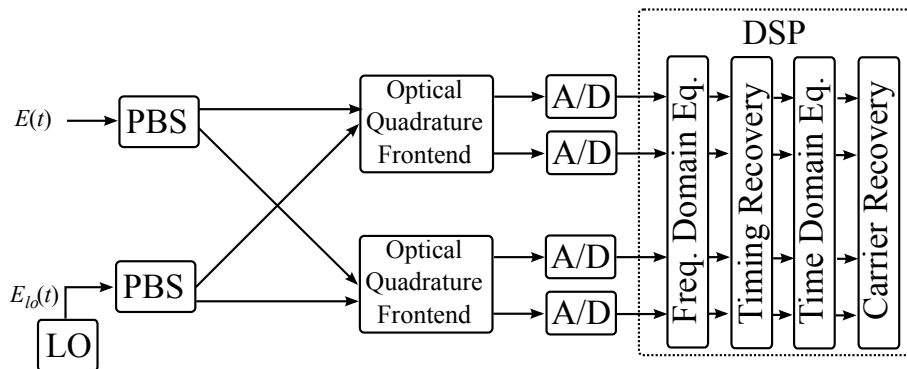 DSP
E(t)
PBS
Optical
Quadrature
Frontend
A/D
A/D
E_lo(t)
PBS
LO
Optical
Quadrature
Frontend
A/D
A/D
Freq. Domain Eq.
Timing Recovery
Time Domain Eq.
Carrier Recovery